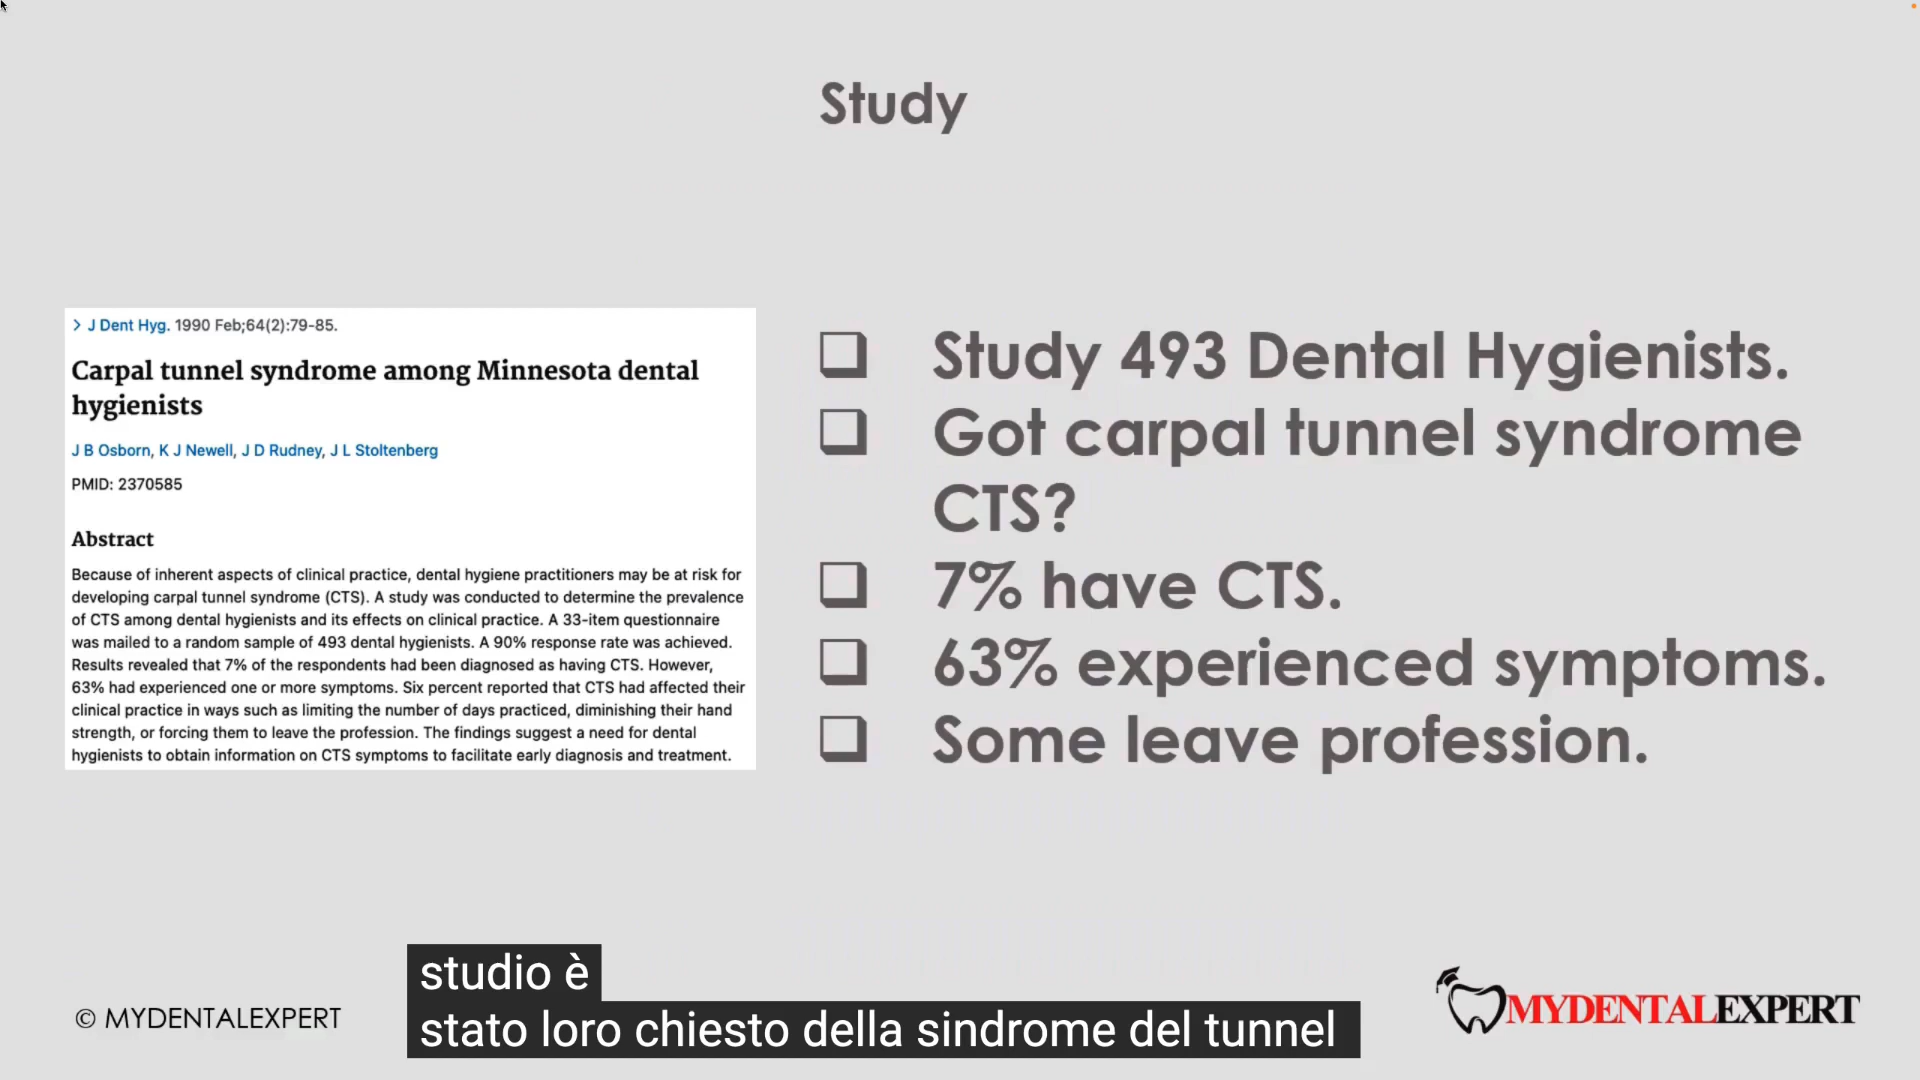 Study
> J Dent Hyg. 1990 Feb;64(2):79-85.
Carpal tunnel syndrome among Minnesota dental
hygienists
J B Osborn, K J Newell, J D Rudney, J L Stoltenberg
PMID: 2370585
Abstract
Because of inherent aspects of clinical practice, dental hygiene practitioners may be at risk for
developing carpal tunnel syndrome (CTS). A study was conducted to determine the prevalence
of CTS among dental hygienists and its effects on clinical practice. A 33-item questionnaire
was mailed to a random sample of 493 dental hygienists. A 90% response rate was achieved.
Results revealed that 7% of the respondents had been diagnosed as having CTS. However,
63% had experienced one or more symptoms. Six percent reported that CTS had affected their
clinical practice in ways such as limiting the number of days practiced, diminishing their hand
strength, or forcing them to leave the profession. The findings suggest a need for dental
hygienists to obtain information on CTS symptoms to facilitate early diagnosis and treatment.
❑ Study 493 Dental Hygienists.
❑ Got carpal tunnel syndrome
CTS?
❑ 7% have CTS.
❑ 63% experienced symptoms.
❑ Some leave profession.
studio è
stato loro chiesto della sindrome del tunnel
© MYDENTALEXPERT
MYDENTALEXPERT